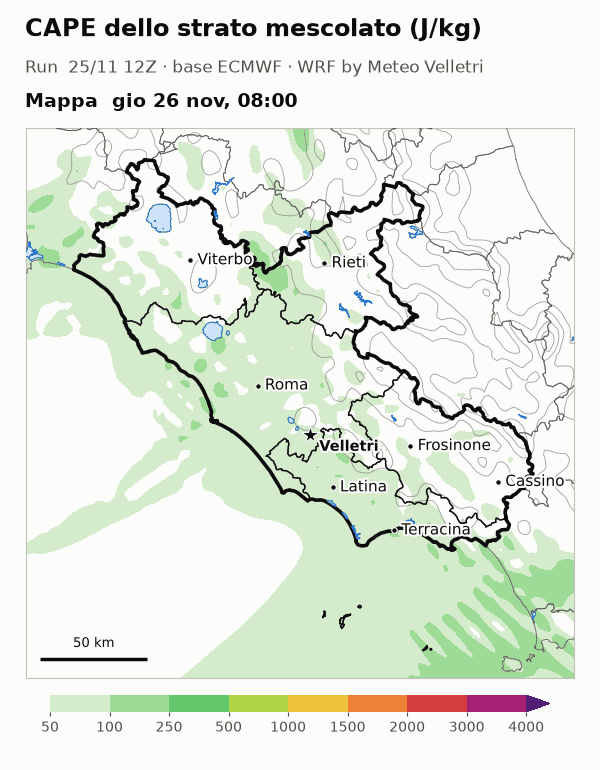 CAPE dello strato mescolato (J/kg)
Run  25/11 12Z · base ECMWF · WRF by Meteo Velletri
Mappa  gio 26 nov, 08:00
Viterbo
Rieti
Roma
Velletri
Frosinone
Cassino
Latina
Terracina
50 km
50 100 250 500 1000 1500 2000 3000 4000